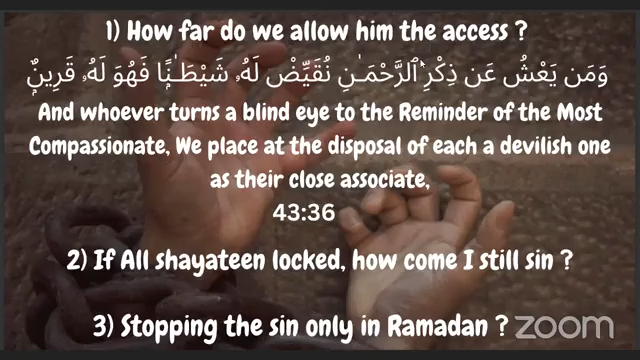 1) How far do we allow him the access ?
وَمَن يَعْشُ عَن ذِكْرِ ٱلرَّحْمَـٰنِ نُقَيِّضْ لَهُۥ شَيْطَـٰنًۭا فَهُوَ لَهُۥ قَرِينٌۭ
And whoever turns a blind eye to the Reminder of the Most
Compassionate, We place at the disposal of each a devilish one
as their close associate,
43:36
2) If All shayateen locked, how come I still sin ?
3) Stopping the sin only in Ramadan ?
zoom